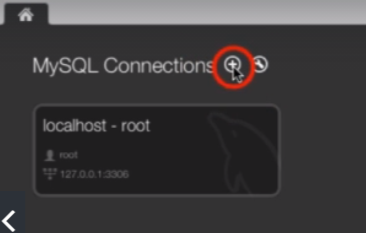 MySQL Connections
localhost - root
root
127.0.0.1:3306